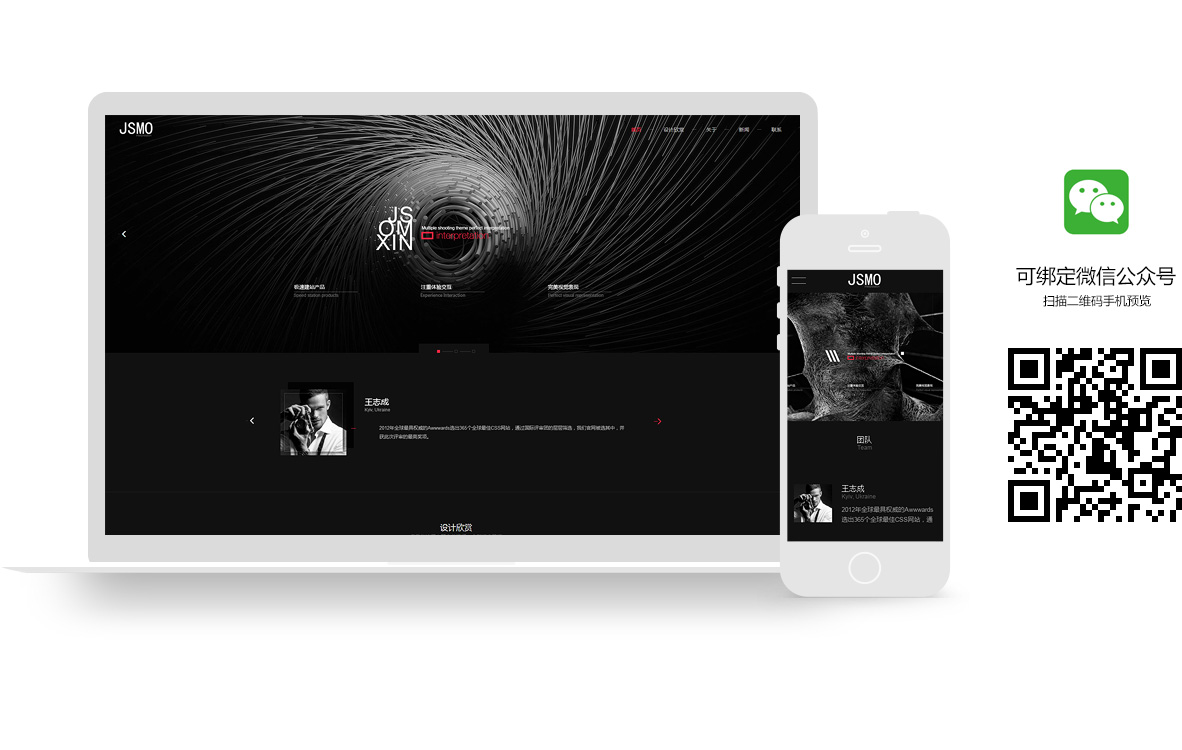 JSMO
首页 设计欣赏 关于 新闻 联系
JS
OM
XIN
Multiple shooting theme perfect interpretation
interpretation
极速建站产品 注重体验交互 完美视觉表现
Speed station products Experience Interactive Perfect visual representation
王志成
Kyiv, Ukraine
2012年全球最具权威的Awwwards选出365个全球最佳CSS网站，通过国际评审团的层层筛选，我们官网被选其中，并
获此次评审的最高奖项。
设计欣赏
JSMO
注重体验交互
团队
Team
王志成
Kyiv, Ukraine
2012年全球最具权威的Awwwards
选出365个全球最佳CSS网站，通
可绑定微信公众号
扫描二维码手机预览